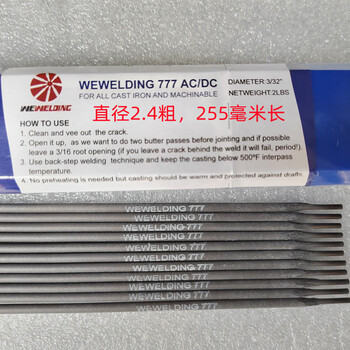 WEWELDING
WEWELDING 777 AC/DC
FOR ALL CAST IRON AND MACHINABLE
DIAMETER:3/32"
NETWEIGHT:2LBS
直径2.4粗，255毫米长
HOW TO USE
1. Clean and vee out the crack.
2. Open it up, as we want to do two butter passes before jointing and if possible
leave a 3/16 root opening (if you leave a crack behind the weld it will fail, period!).
3. Use back-step welding technique and keep the casting below 500°F interpass
temperature.
4. No preheating is needed but casting should be warm and protected against drafts.
WEWELDING 777
WEWELDING 777
WEWELDING 777
WEWELDING 777
WEWELDING 777
WEWELDING 777
WEWELDING 777
WEWELDING 777
WEWELDING 777